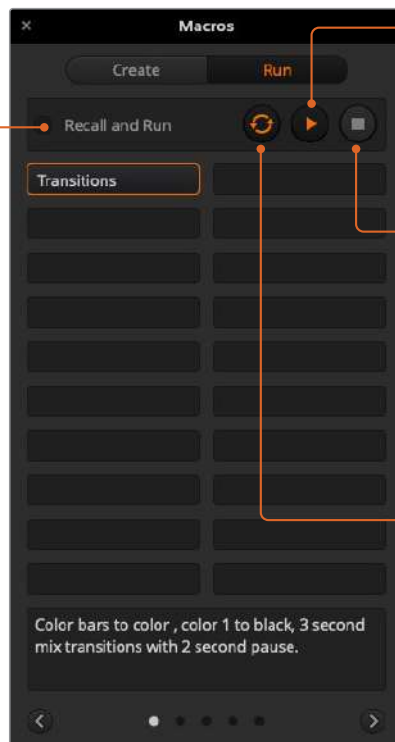 Macros
Create
Run
Recall and Run
Transitions
Color bars to color , color 1 to black, 3 second
mix transitions with 2 second pause.